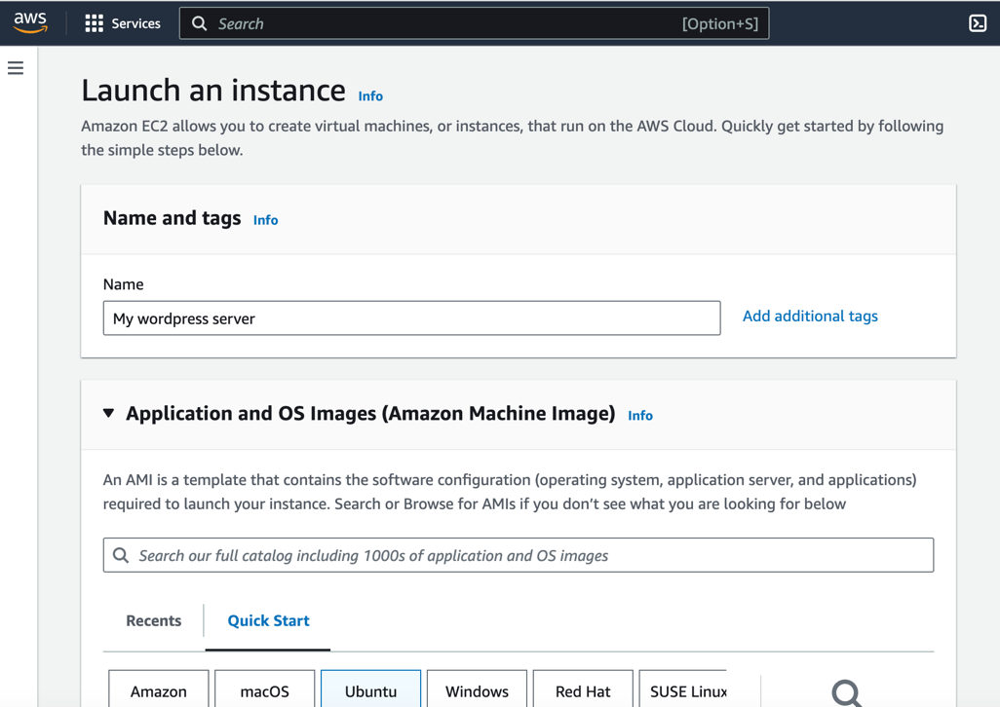 aws Services Search [Option+S]
Launch an instance Info
Amazon EC2 allows you to create virtual machines, or instances, that run on the AWS Cloud. Quickly get started by following
the simple steps below.
Name and tags Info
Name
My wordpress server Add additional tags
Application and OS Images (Amazon Machine Image) Info
An AMI is a template that contains the software configuration (operating system, application server, and applications)
required to launch your instance. Search or Browse for AMIs if you don’t see what you are looking for below
Search our full catalog including 1000s of application and OS images
Recents Quick Start
Amazon macOS Ubuntu Windows Red Hat SUSE Linux